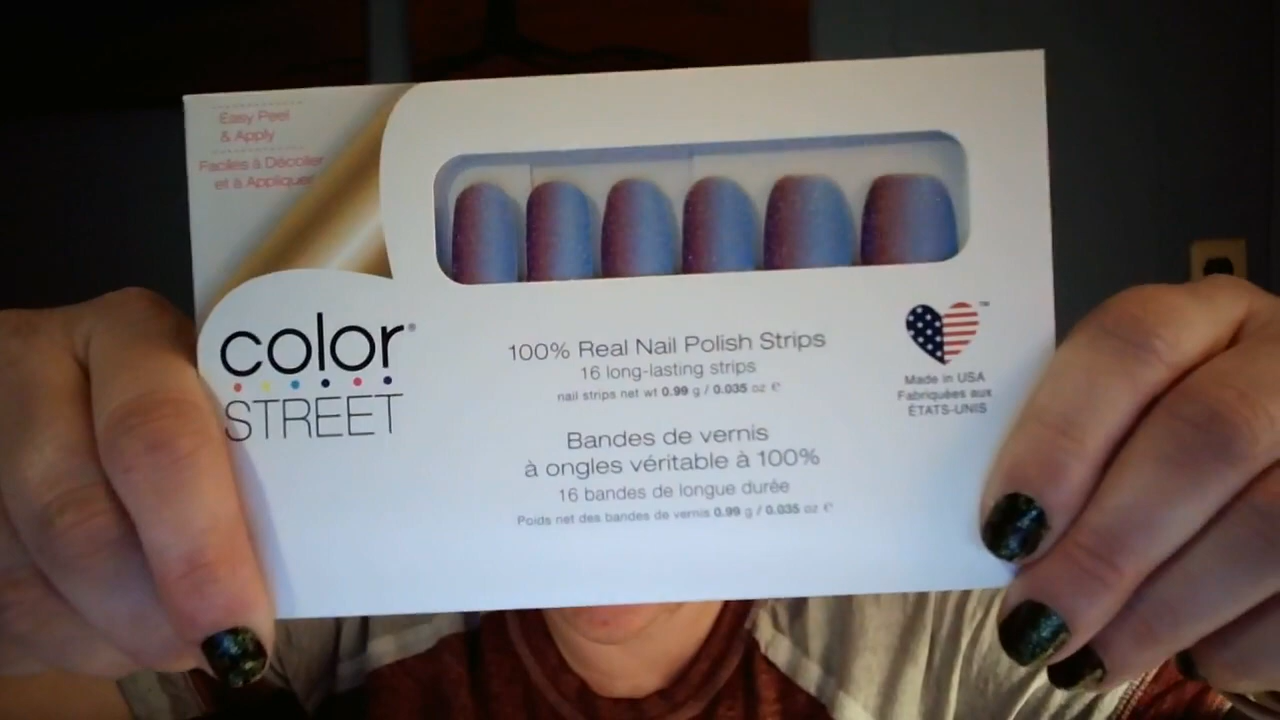 Easy Peel
& Apply
Faciles à Décoller
et à Appliquer
color®
STREET
100% Real Nail Polish Strips
16 long-lasting strips
nail strips net wt 0.99 g / 0.035 oz ℮
Bandes de vernis
à ongles véritable à 100%
16 bandes de longue durée
Poids net des bandes de vernis 0.99 g / 0.035 oz ℮
™
Made in USA
Fabriquées aux
ÉTATS-UNIS